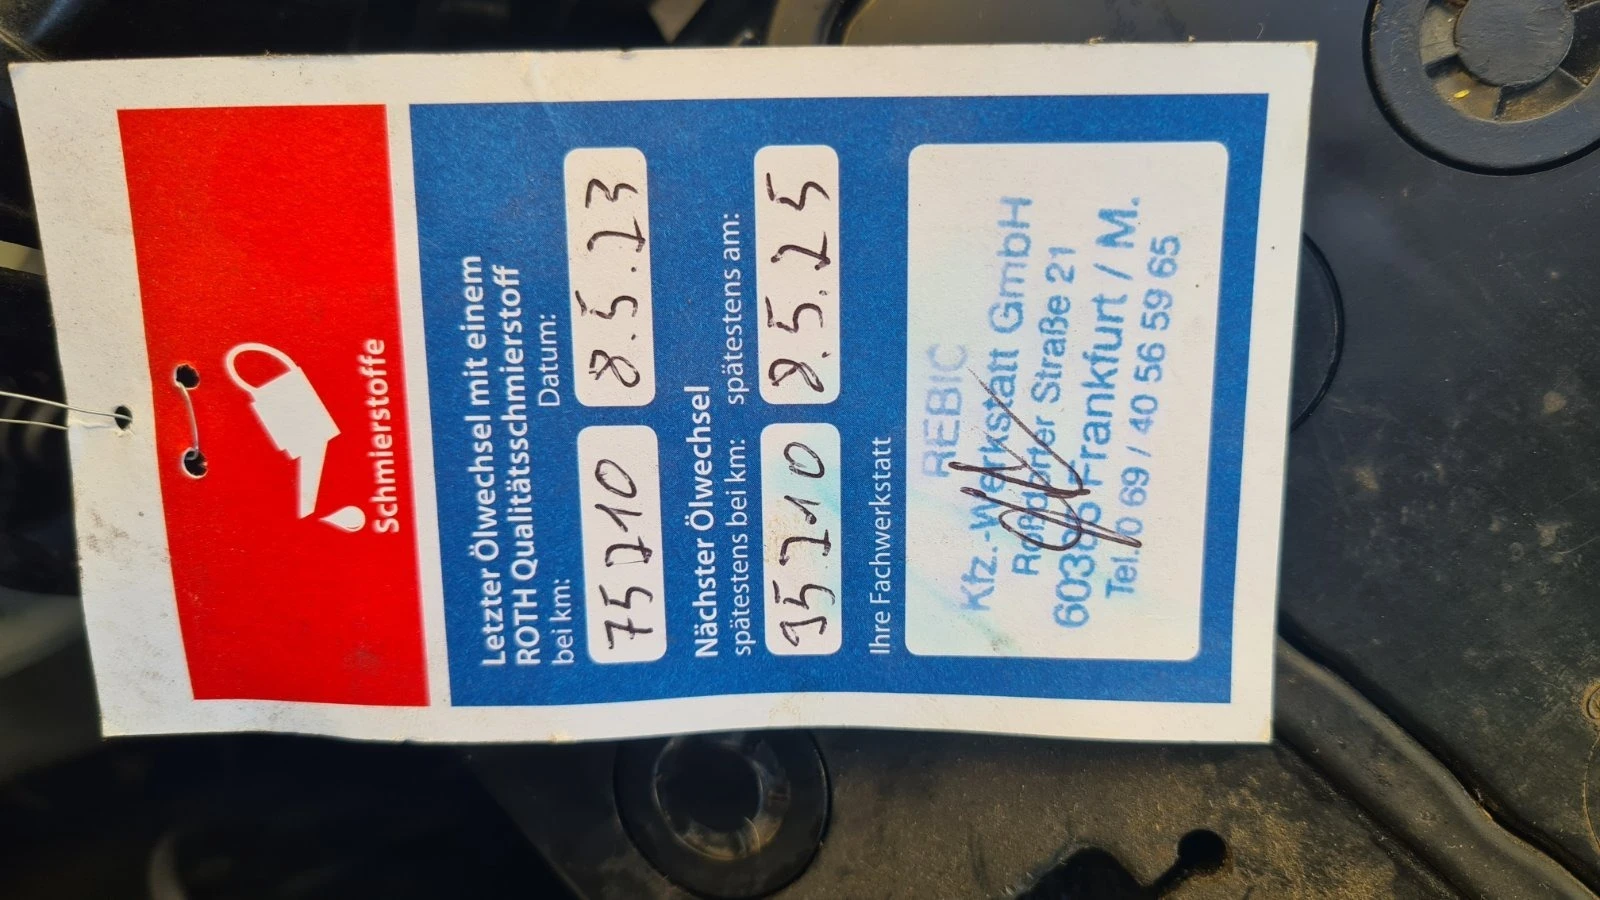 Schmierstoffe
Letzter Ölwechsel mit einem
ROTH Qualitätsschmierstoff
bei km: Datum:
75210 8.5.23
Nächster Ölwechsel
spätestens bei km: spätestens am:
95210 8.5.25
Ihre Fachwerkstatt
REBIC
Kfz.-Werkstatt GmbH
Roßdorfer Straße 21
Frankfurt / M.
Tel. 0 69 / 40 56 59 65